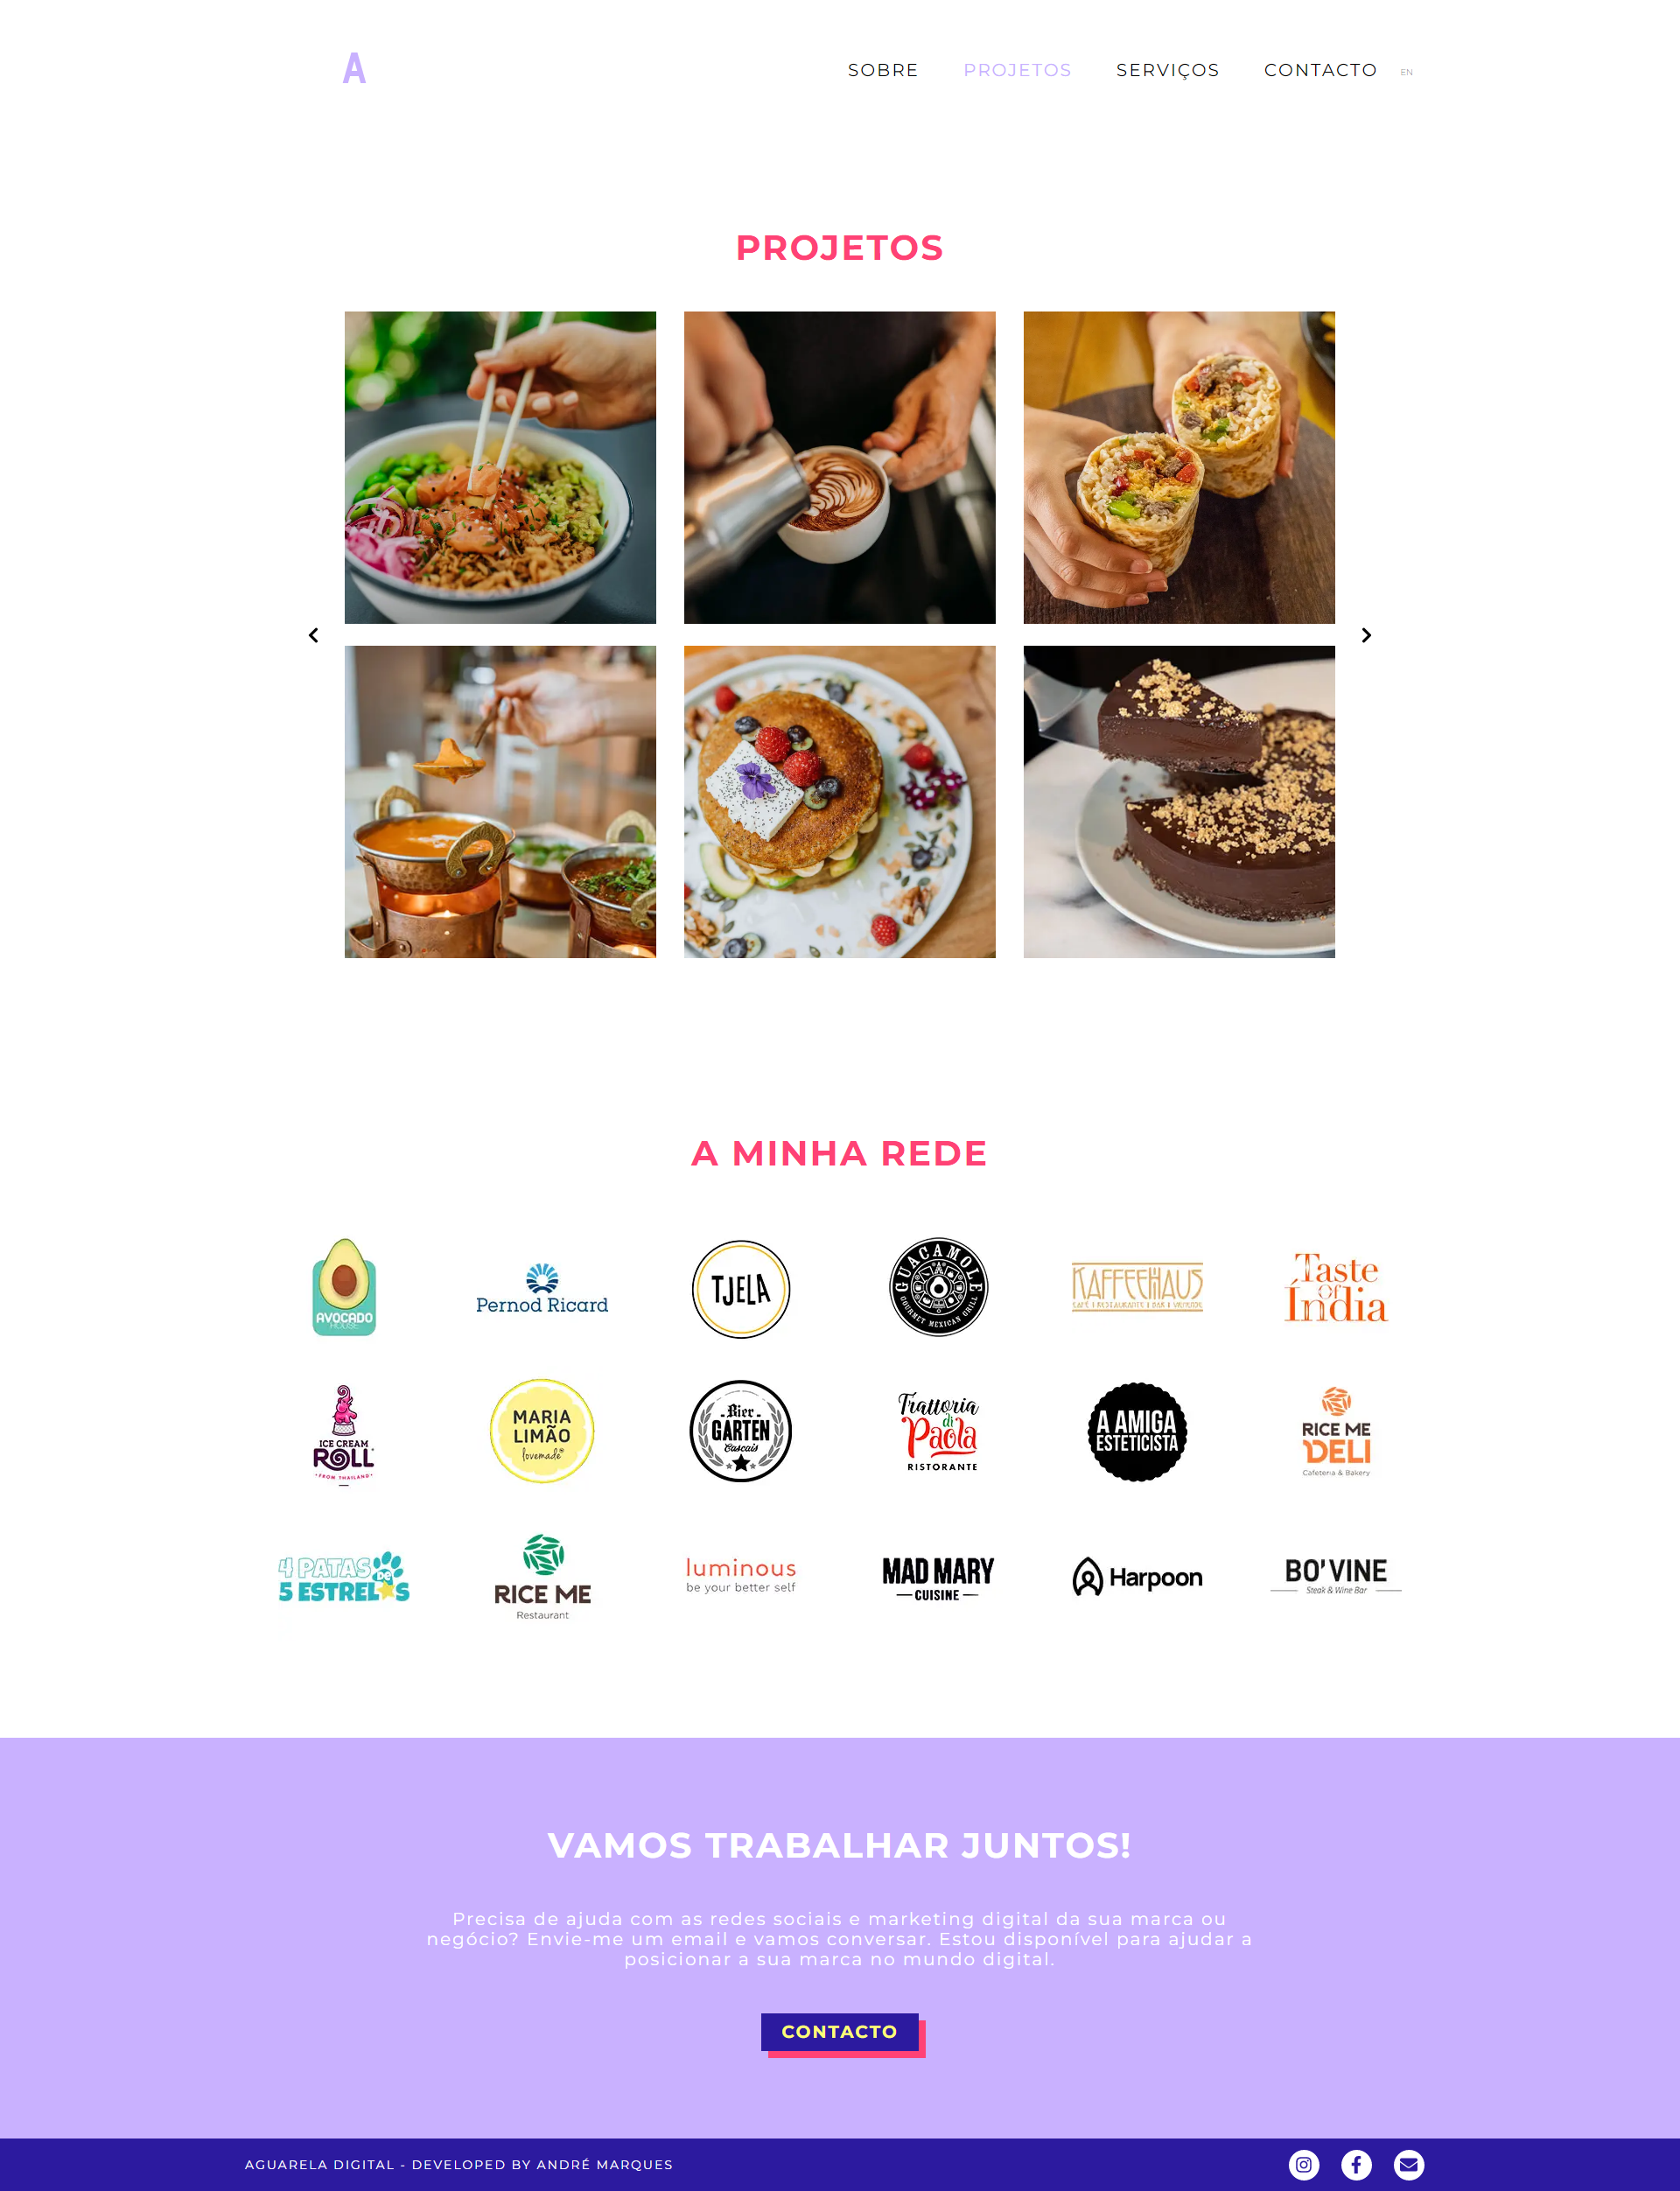 A
SOBRE PROJETOS SERVIÇOS CONTACTO EN
PROJETOS
A MINHA REDE
AVOCADO
HOUSE
Pernod Ricard
TJELA
GUACAMOLE
GOURMET MEXICAN GRILL
KAFFEEHAUS
CAFÉ | RESTAURANTE | BAR |
Taste
Of
Índia
ICE CREAM
ROLL
• FROM THAILAND •
MARIA
LIMÃO
lovemade
Bier
GARTEN
Cascais
Trattoria
di
Paola
RISTORANTE
A AMIGA
ESTETICISTA
RICE ME
DELI
Cafeteria & Bakery
4 PATAS
DE
5 ESTRELAS
RICE ME
Restaurant
luminous
be your better self
MAD MARY
CUISINE
Harpoon
BO'VINE
Steak & Wine Bar
VAMOS TRABALHAR JUNTOS!
Precisa de ajuda com as redes sociais e marketing digital da sua marca ou
negócio? Envie-me um email e vamos conversar. Estou disponível para ajudar a
posicionar a sua marca no mundo digital.
CONTACTO
AGUARELA DIGITAL - DEVELOPED BY ANDRÉ MARQUES